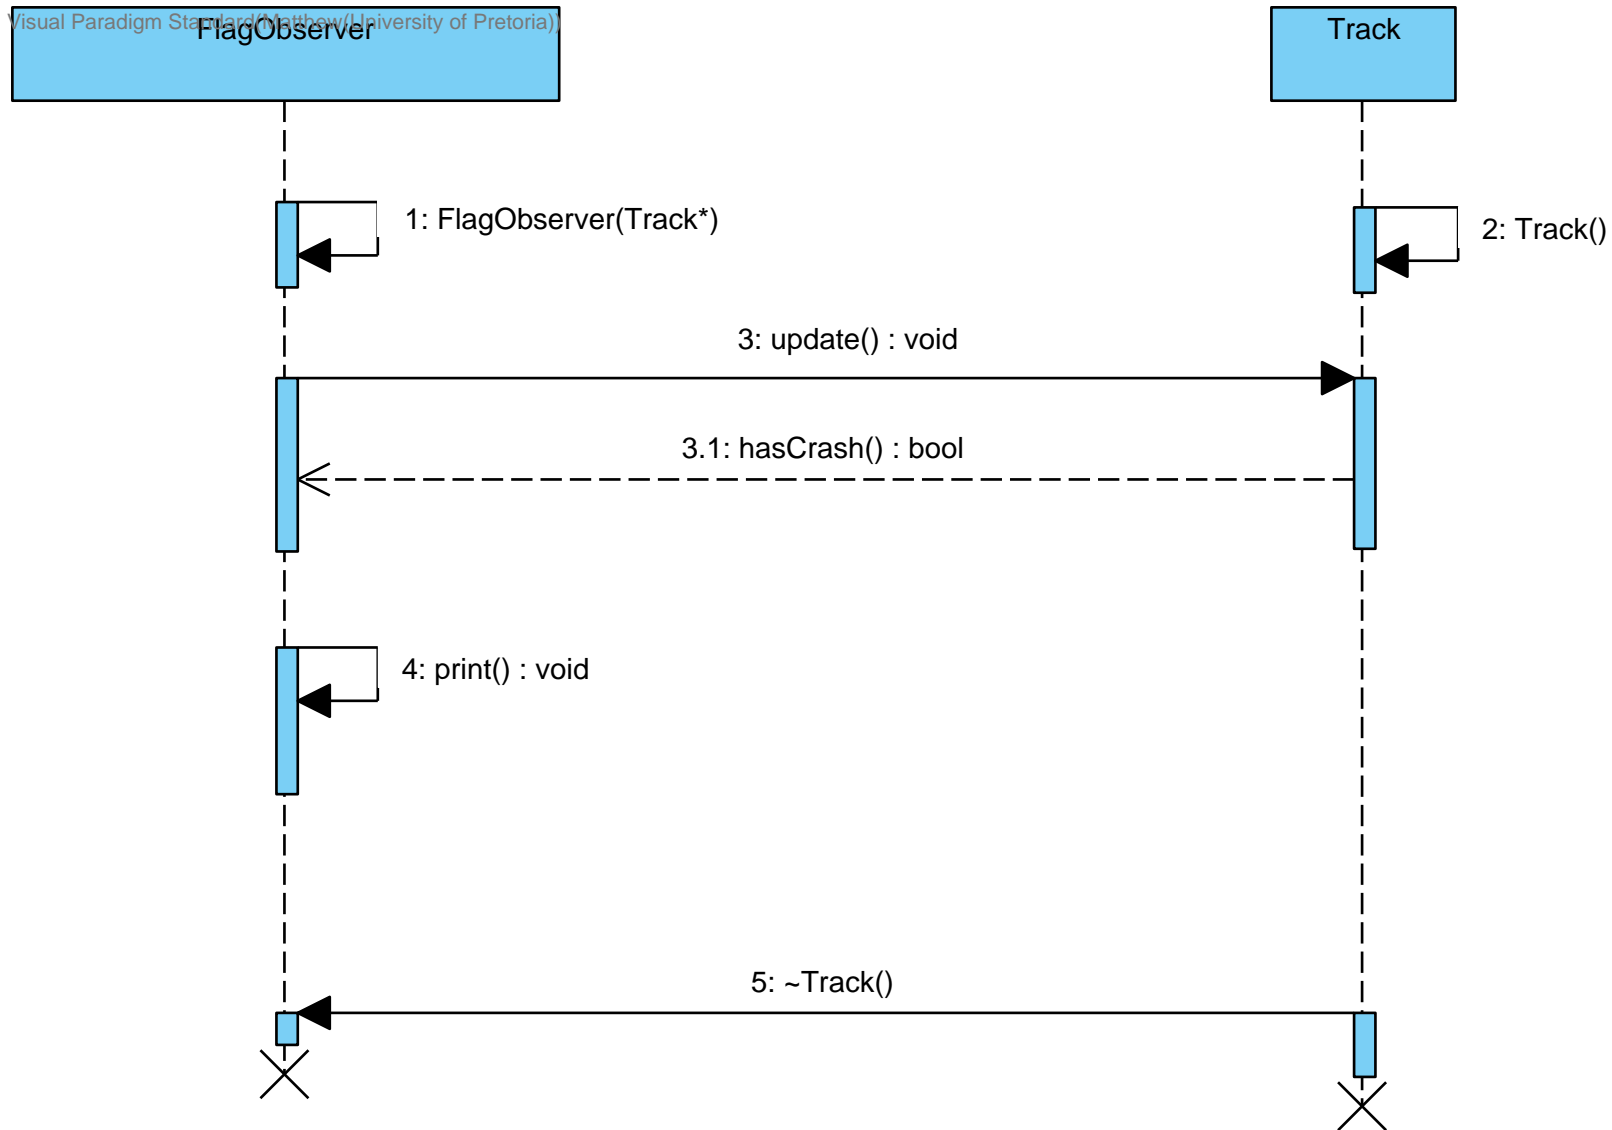 Visual Paradigm Standard(Matthew(University of Pretoria))
FlagObserver
Track
1: FlagObserver(Track*)
2: Track()
3: update() : void
3.1: hasCrash() : bool
4: print() : void
5: ~Track()